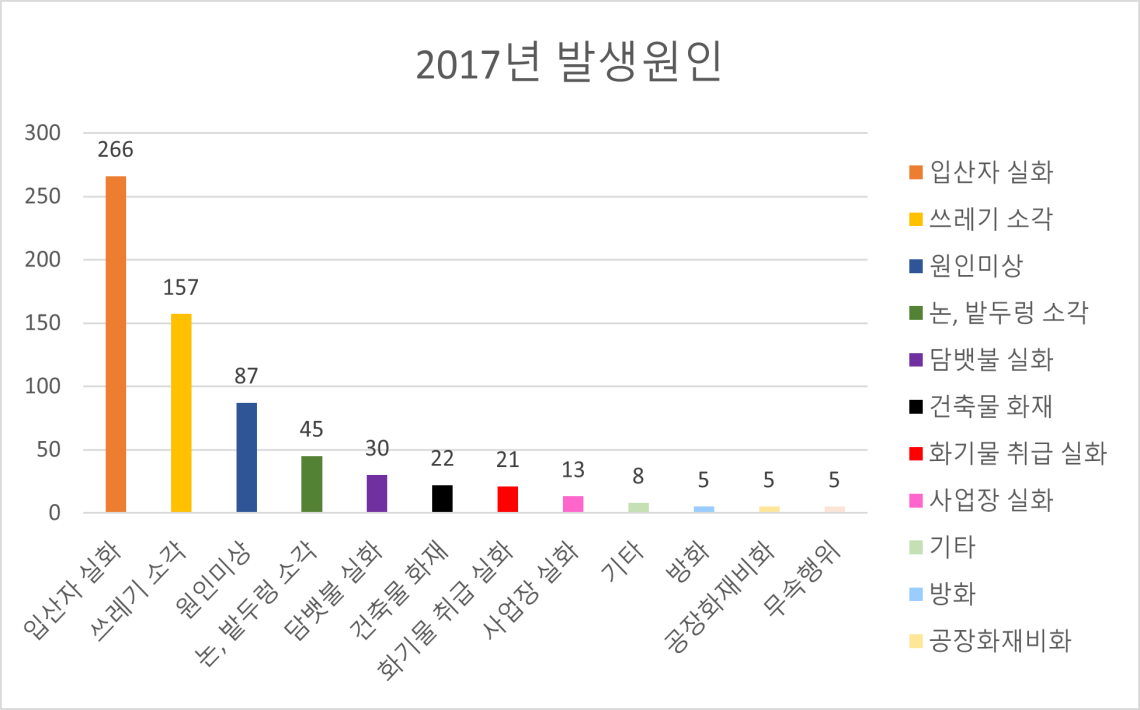 2017년 발생원인
300
250
200
150
100
50
0
266
157
87
45
30
22
21
13
8
5
5
5
입산자 실화
쓰레기 소각
원인미상
논, 밭두렁 소각
담뱃불 실화
건축물 화재
화기물 취급 실화
사업장 실화
기타
방화
공장화재비화
무속행위
입산자 실화
쓰레기 소각
원인미상
논, 밭두렁 소각
담뱃불 실화
건축물 화재
화기물 취급 실화
사업장 실화
기타
방화
공장화재비화